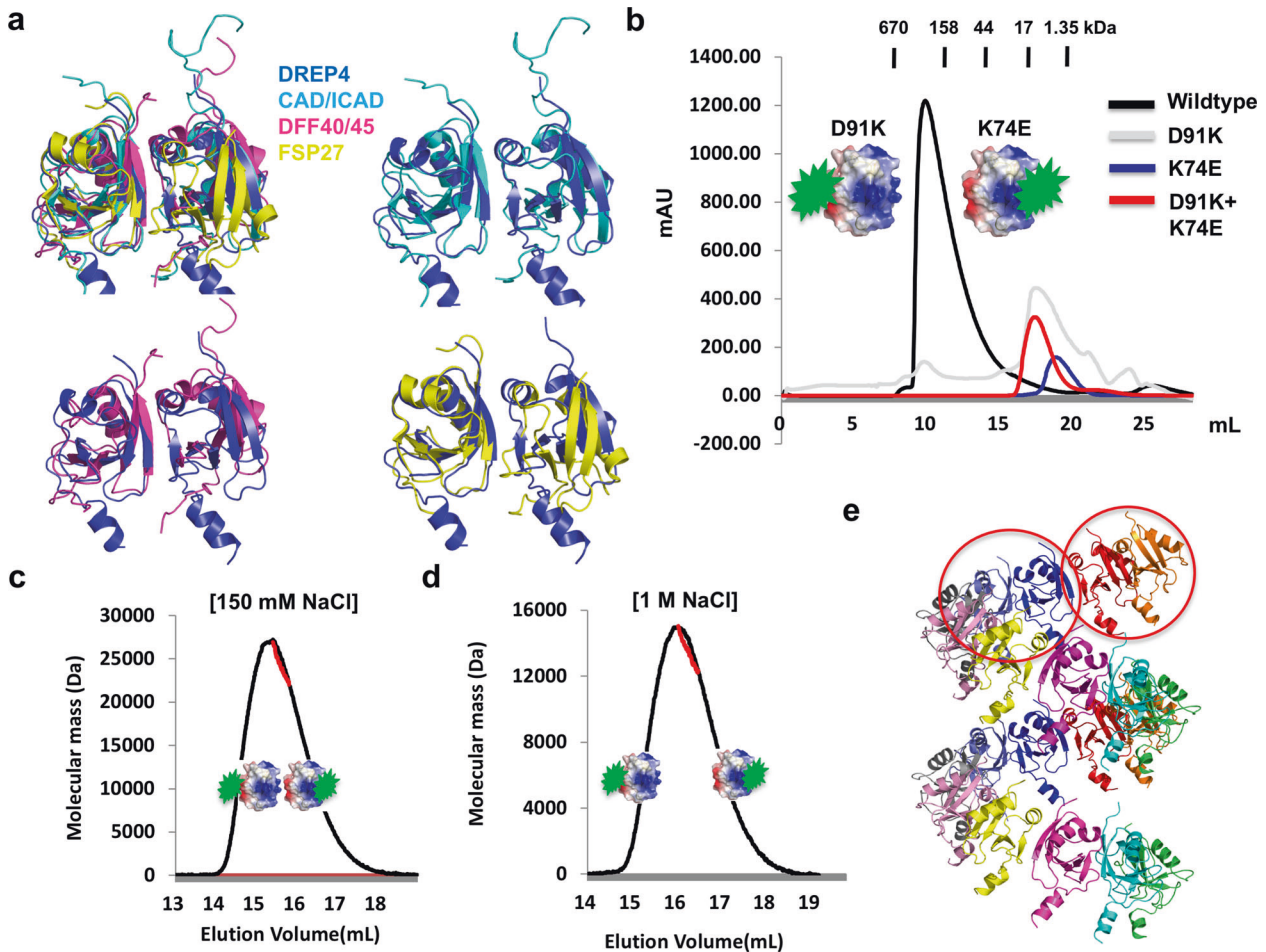 a
DREP4
CAD/ICAD
DFF40/45
FSP27
b
670 158 44 17 1.35 kDa
1400.00
1200.00
1000.00
800.00
600.00
400.00
200.00
0.00
-200.00
mAU
D91K
K74E
Wildtype
D91K
K74E
D91K+
K74E
0 5 10 15 20 25 mL
c
[150 mM NaCl]
30000
25000
20000
15000
10000
5000
0
Molecular mass (Da)
13 14 15 16 17 18
Elution Volume(mL)
d
[1 M NaCl]
16000
12000
8000
4000
0
Molecular mass (Da)
14 15 16 17 18 19
Elution Volume(mL)
e